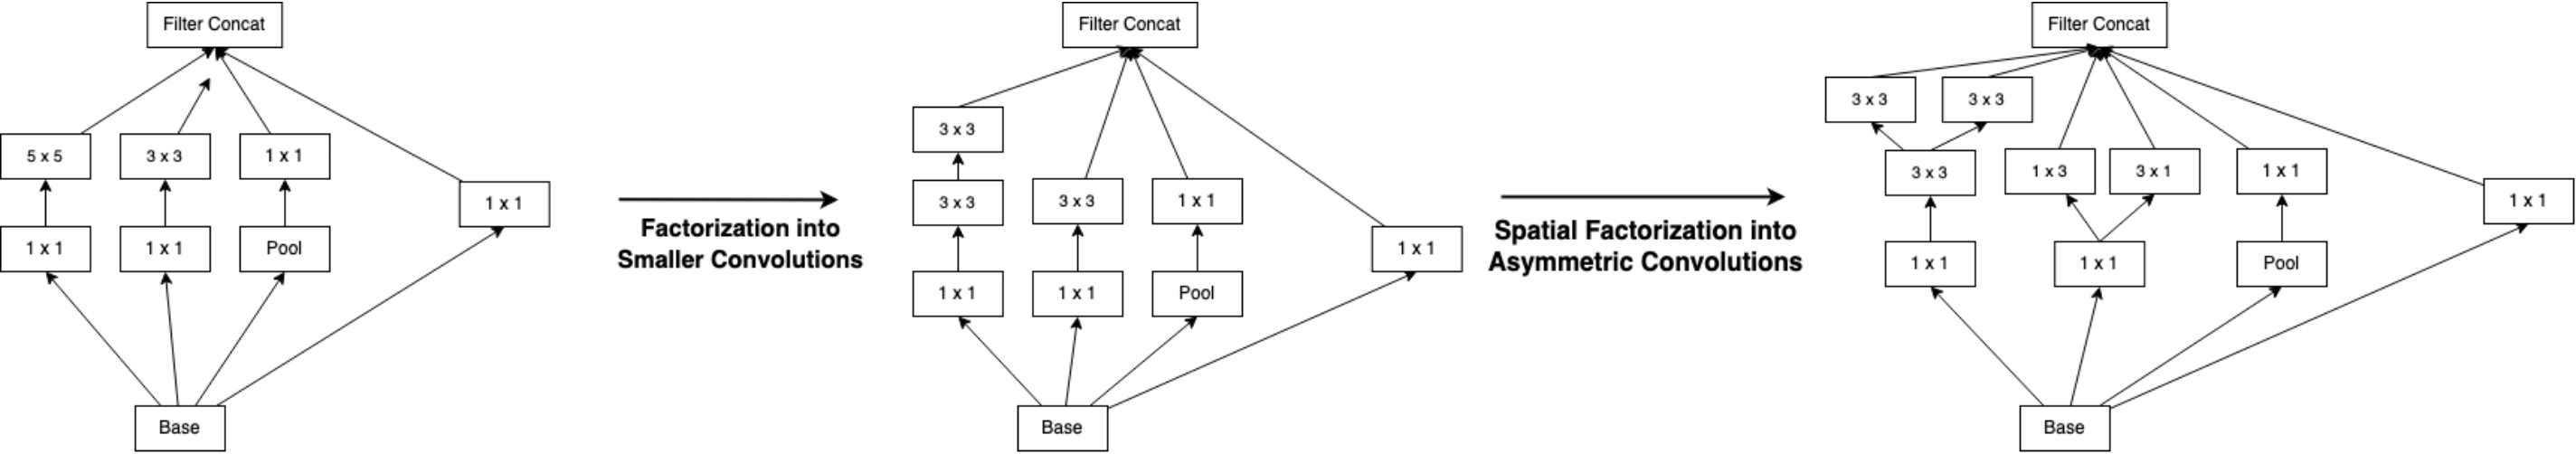 Filter Concat
5 x 5
3 x 3
1 x 1
1 x 1
1 x 1
1 x 1
Pool
Base
Factorization into
Smaller Convolutions
Filter Concat
3 x 3
3 x 3
3 x 3
1 x 1
1 x 1
1 x 1
1 x 1
Pool
Base
Spatial Factorization into
Asymmetric Convolutions
Filter Concat
3 x 3
3 x 3
3 x 3
1 x 3
3 x 1
1 x 1
1 x 1
1 x 1
1 x 1
Pool
Base